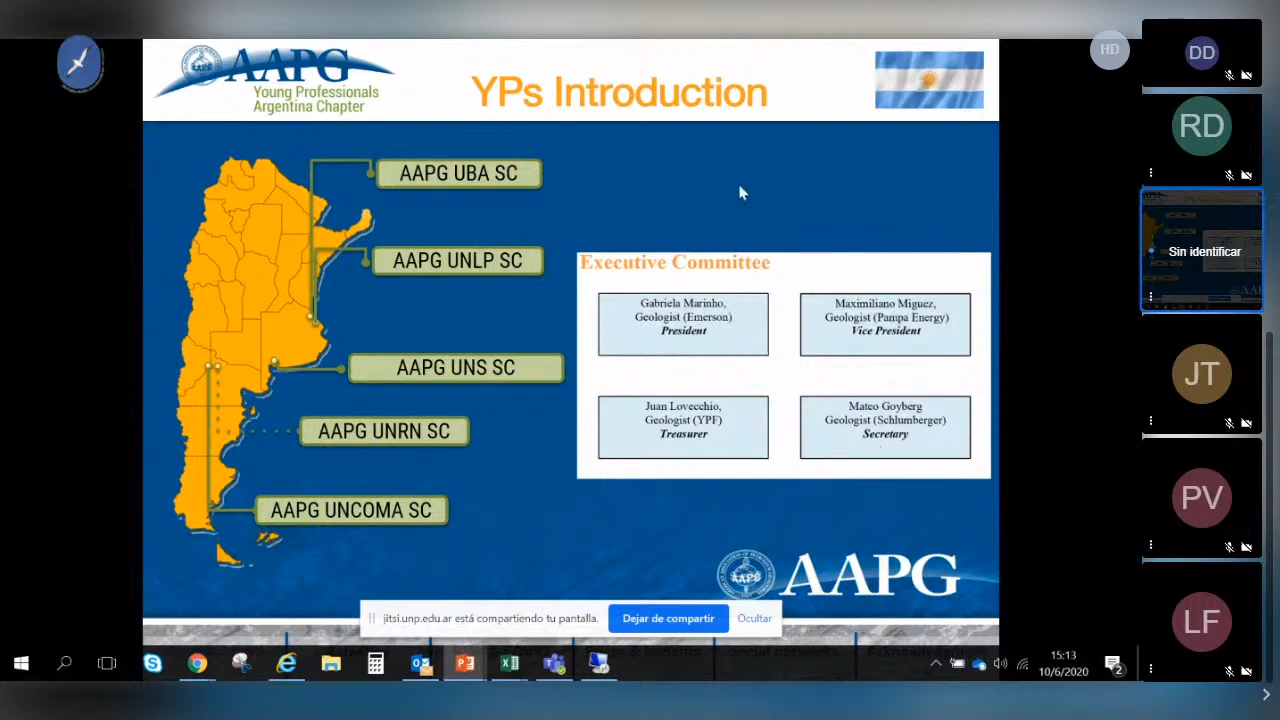 AAPG
Young Professionals
Argentina Chapter
YPs Introduction
AAPG UBA SC
AAPG UNLP SC
AAPG UNS SC
AAPG UNRN SC
AAPG UNCOMA SC
Executive Committee
Gabriela Marinho,
Geologist (Emerson)
President
Maximiliano Miguez,
Geologist (Pampa Energy)
Vice President
Juan Lovecchio,
Geologist (YPF)
Treasurer
Mateo Goyberg
Geologist (Schlumberger)
Secretary
AAPG
AAPG
jitsi.unp.edu.ar está compartiendo tu pantalla.
Dejar de compartir
Ocultar
15:13
10/6/2020
2
HD
DD
RD
Sin identificar
JT
PV
LF